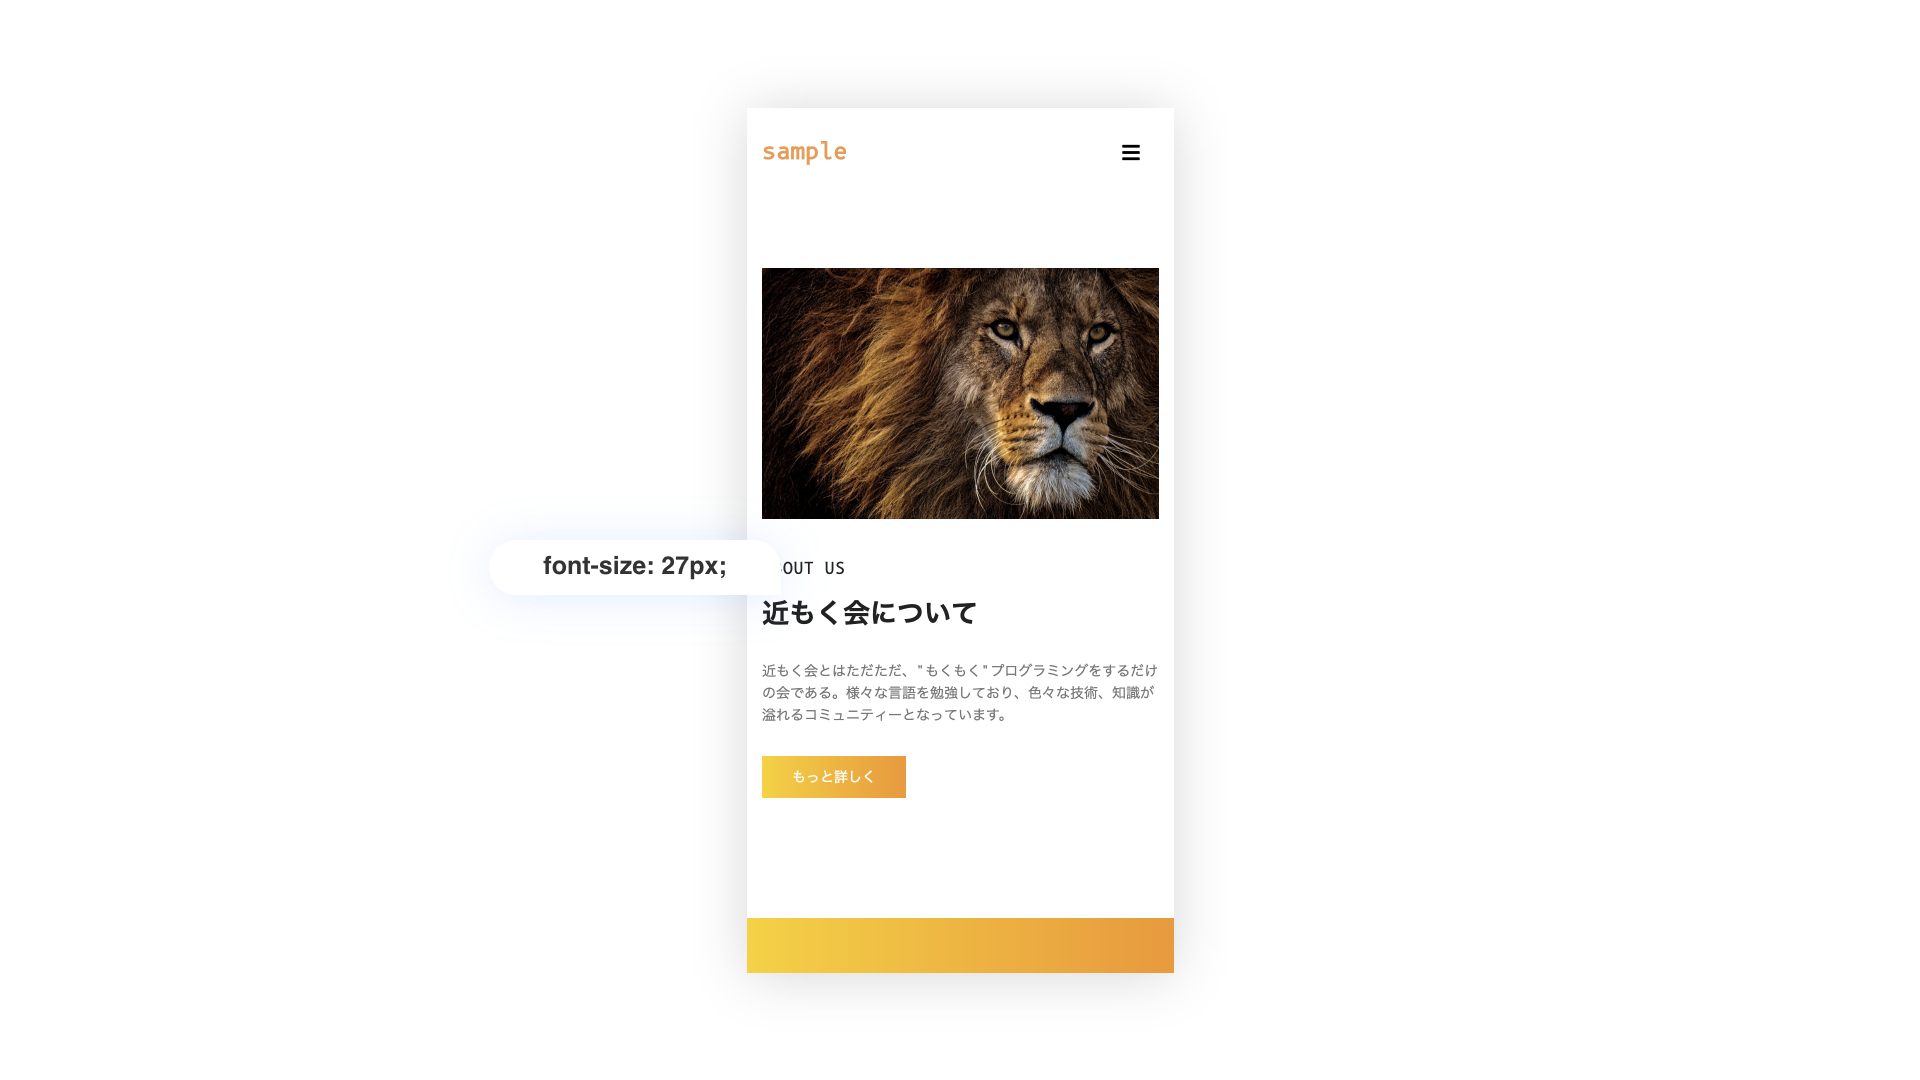 sample
font-size: 27px;
OUT US
近もく会について
近もく会とはただただ、"もくもく"プログラミングをするだけ
の会である。様々な言語を勉強しており、色々な技術、知識が
溢れるコミュニティーとなっています。
もっと詳しく